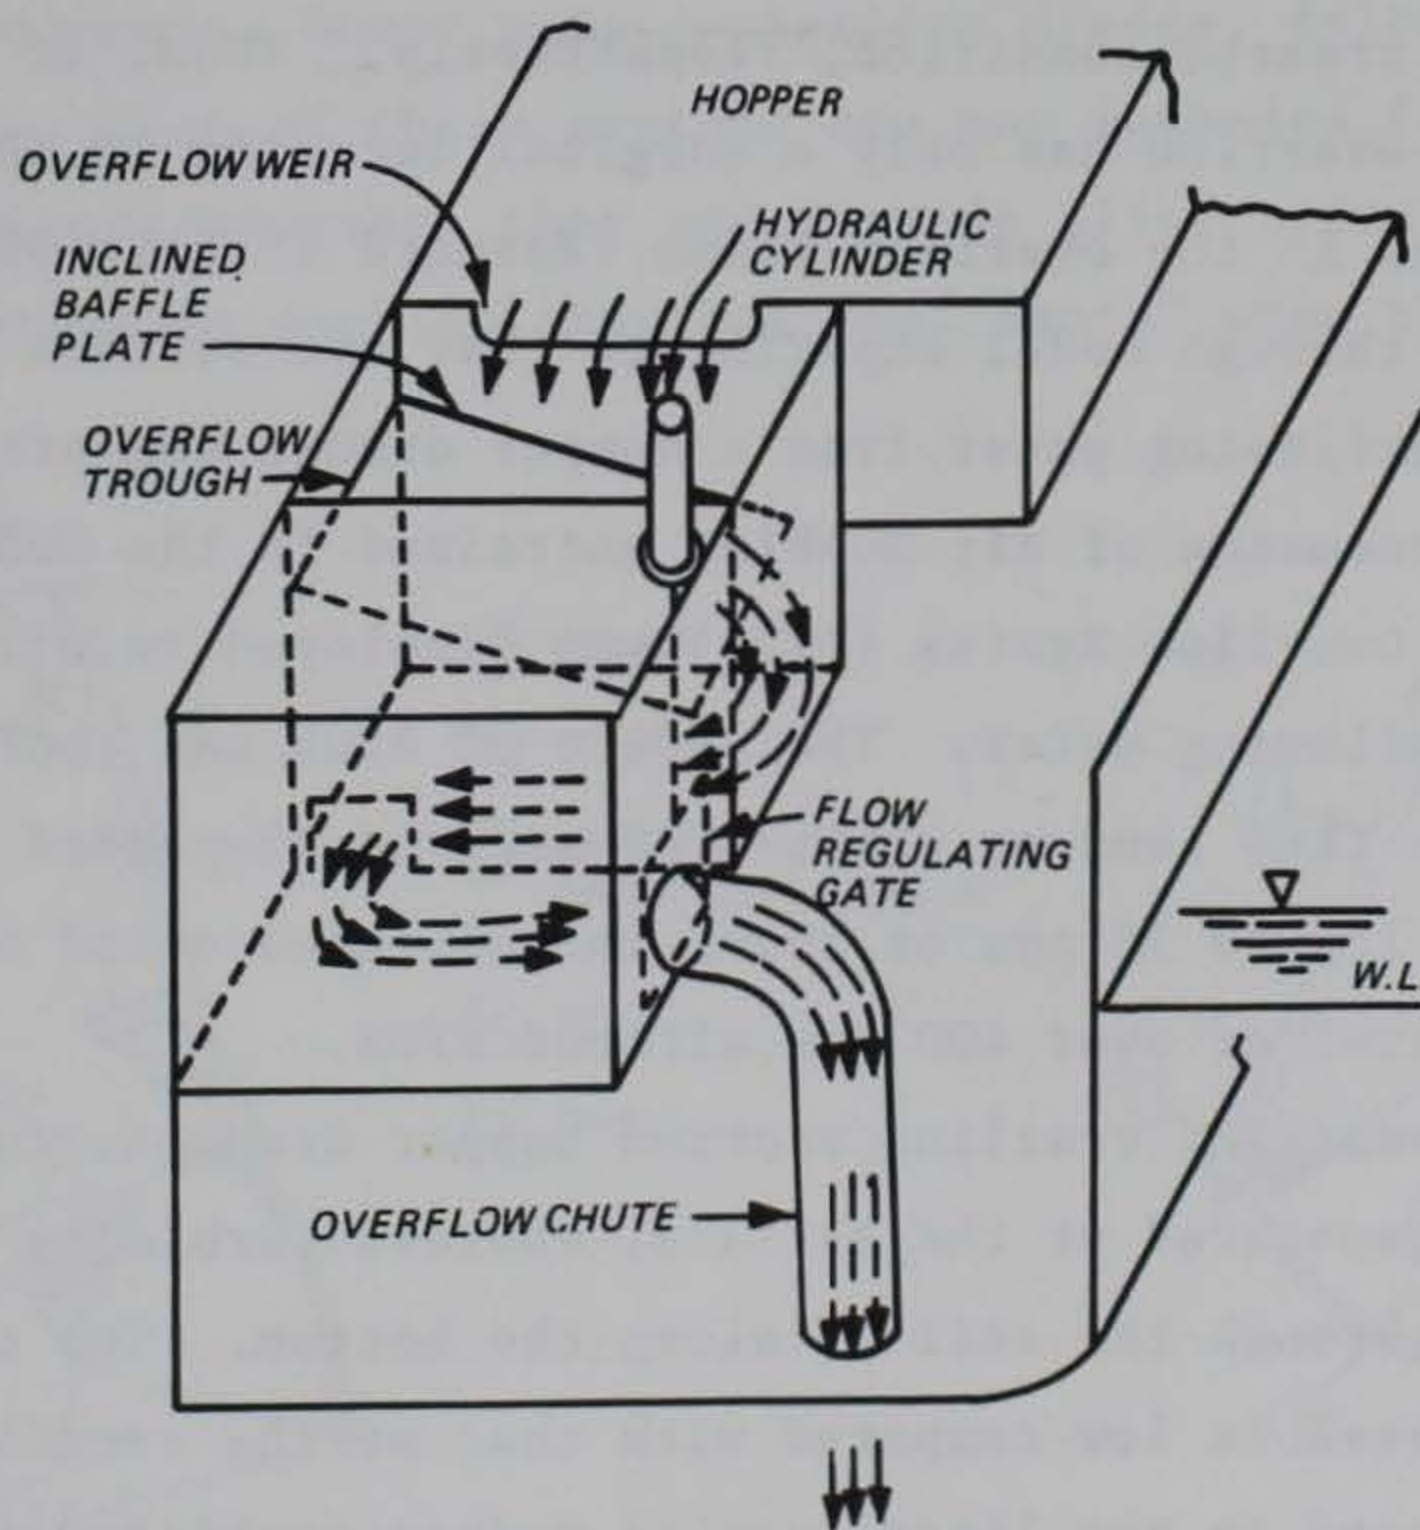 HOPPER
OVERFLOW WEIR
HYDRAULIC
CYLINDER
INCLINED
BAFFLE
PLATE
OVERFLOW
TROUGH
FLOW
REGULATING
GATE
W.L.
OVERFLOW CHUTE